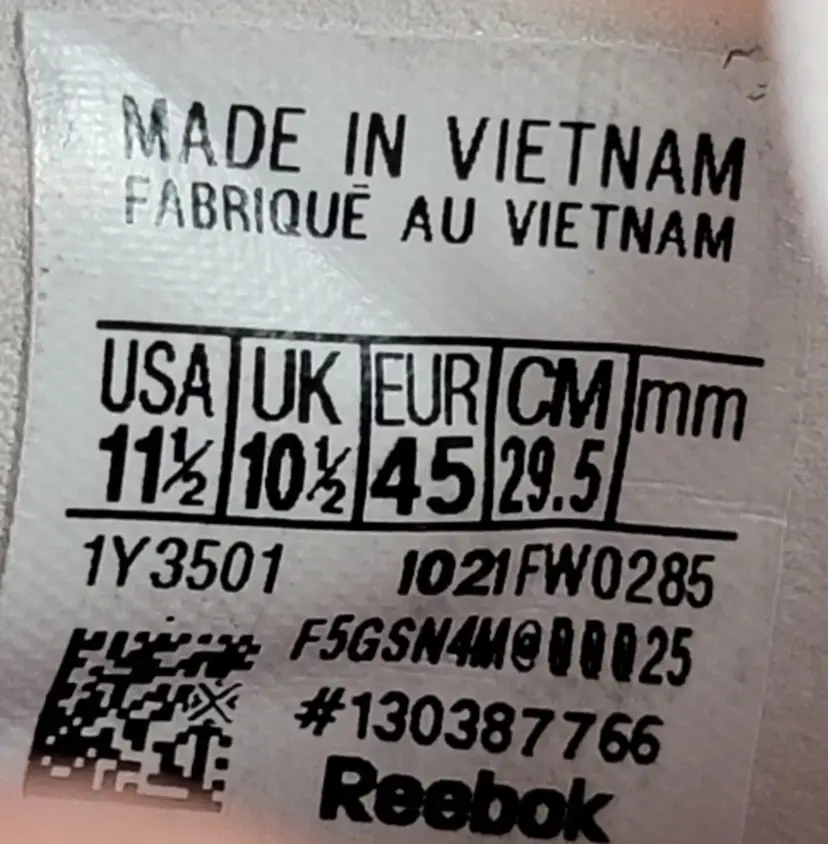 MADE IN VIETNAM
FABRIQUÉ AU VIETNAM
USA UK EUR CM mm
11½ 10½ 45 29.5
1Y3501 1021FW0285
#130387766
Reebok